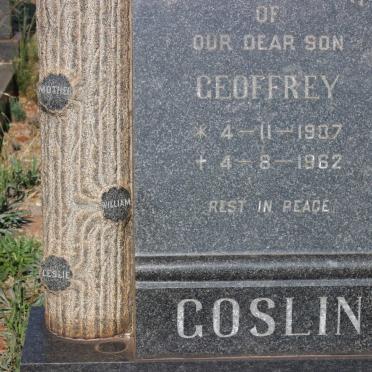 OF
OUR DEAR SON
GEOFFREY
* 4-11-1907
+ 4-8-1962
REST IN PEACE
GOSLIN
MOTHER
WILLIAM
LESLIE